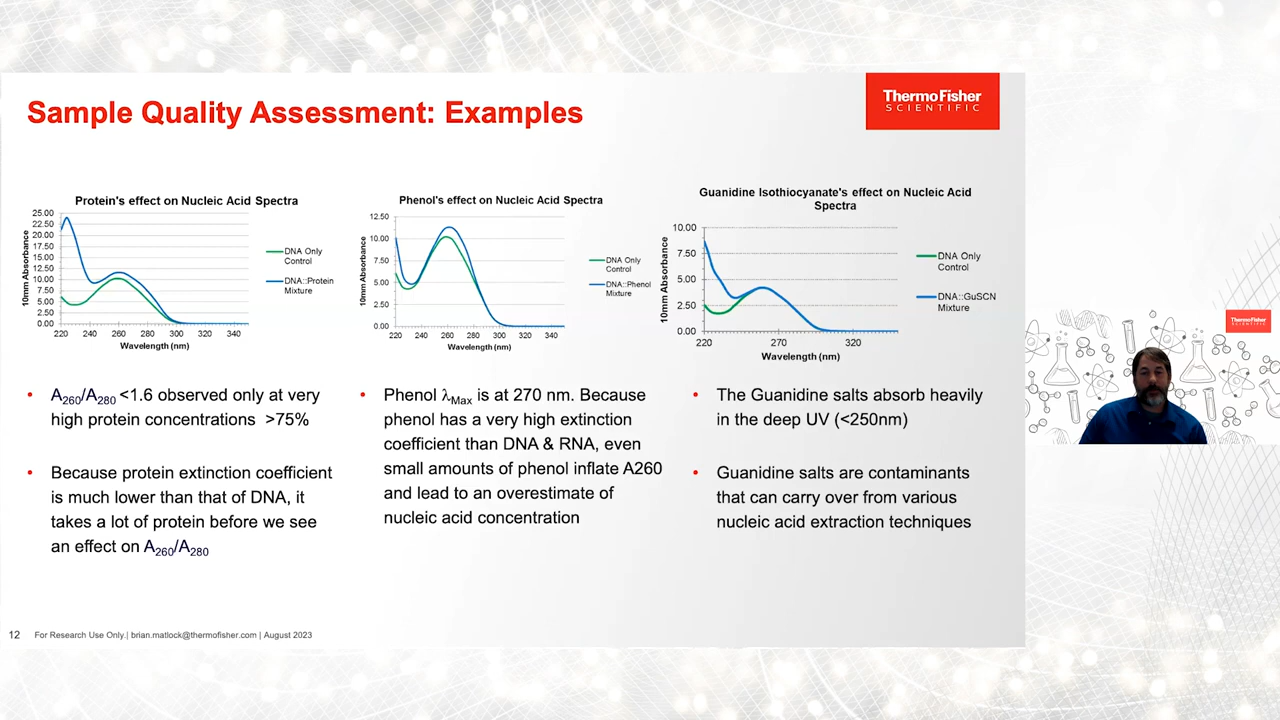 Sample Quality Assessment: Examples
ThermoFisher
SCIENTIFIC
Protein's effect on Nucleic Acid Spectra
10mm Absorbance
25.00
22.50
20.00
17.50
15.00
12.50
10.00
7.50
5.00
2.50
0.00
220 240 260 280 300 320 340
Wavelength (nm)
DNA Only
Control
DNA::Protein
Mixture
Phenol's effect on Nucleic Acid Spectra
10mm Absorbance
12.50
10.00
7.50
5.00
2.50
0.00
220 240 260 280 300 320 340
Wavelength (nm)
DNA Only
Control
DNA::Phenol
Mixture
Guanidine Isothiocyanate's effect on Nucleic Acid
Spectra
10mm Absorbance
10.00
7.50
5.00
2.50
0.00
220 270 320
Wavelength (nm)
DNA Only
Control
DNA::GuSCN
Mixture
• A260/A280 <1.6 observed only at very
high protein concentrations >75%
• Because protein extinction coefficient
is much lower than that of DNA, it
takes a lot of protein before we see
an effect on A260/A280
• Phenol λMax is at 270 nm. Because
phenol has a very high extinction
coefficient than DNA & RNA, even
small amounts of phenol inflate A260
and lead to an overestimate of
nucleic acid concentration
• The Guanidine salts absorb heavily
in the deep UV (<250nm)
• Guanidine salts are contaminants
that can carry over from various
nucleic acid extraction techniques
12 For Research Use Only.| brian.matlock@thermofisher.com | August 2023
ThermoFisher
SCIENTIFIC